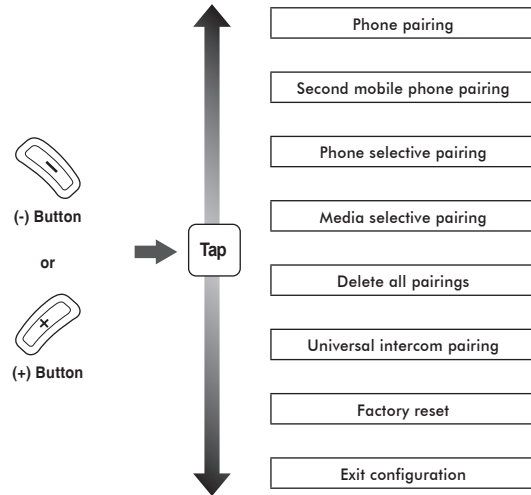 Phone pairing
Second mobile phone pairing
Phone selective pairing
Media selective pairing
Delete all pairings
Universal intercom pairing
Factory reset
Exit configuration
−
(-) Button
or
+
(+) Button
Tap